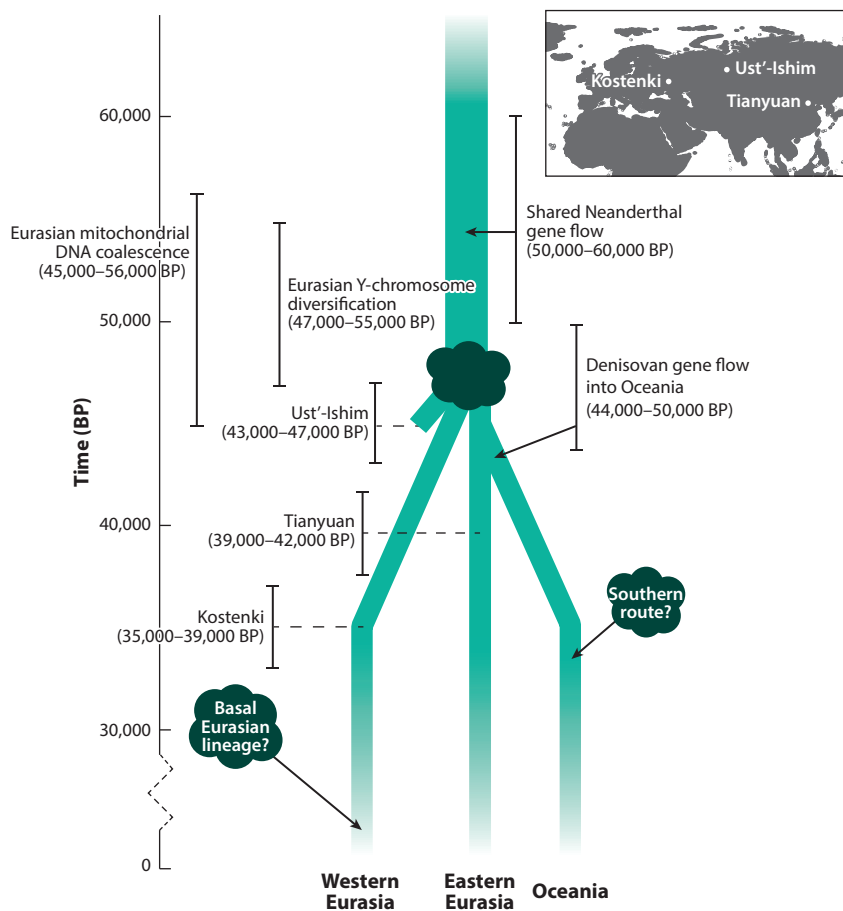 Kostenki
Ust’-Ishim
Tianyuan
60,000
50,000
40,000
30,000
0
Time (BP)
Eurasian mitochondrial
DNA coalescence
(45,000–56,000 BP)
Eurasian Y-chromosome
diversification
(47,000–55,000 BP)
Shared Neanderthal
gene flow
(50,000–60,000 BP)
Denisovan gene flow
into Oceania
(44,000–50,000 BP)
Ust’-Ishim
(43,000–47,000 BP)
Tianyuan
(39,000–42,000 BP)
Kostenki
(35,000–39,000 BP)
Southern
route?
Basal
Eurasian
lineage?
Western
Eurasia
Eastern
Eurasia
Oceania